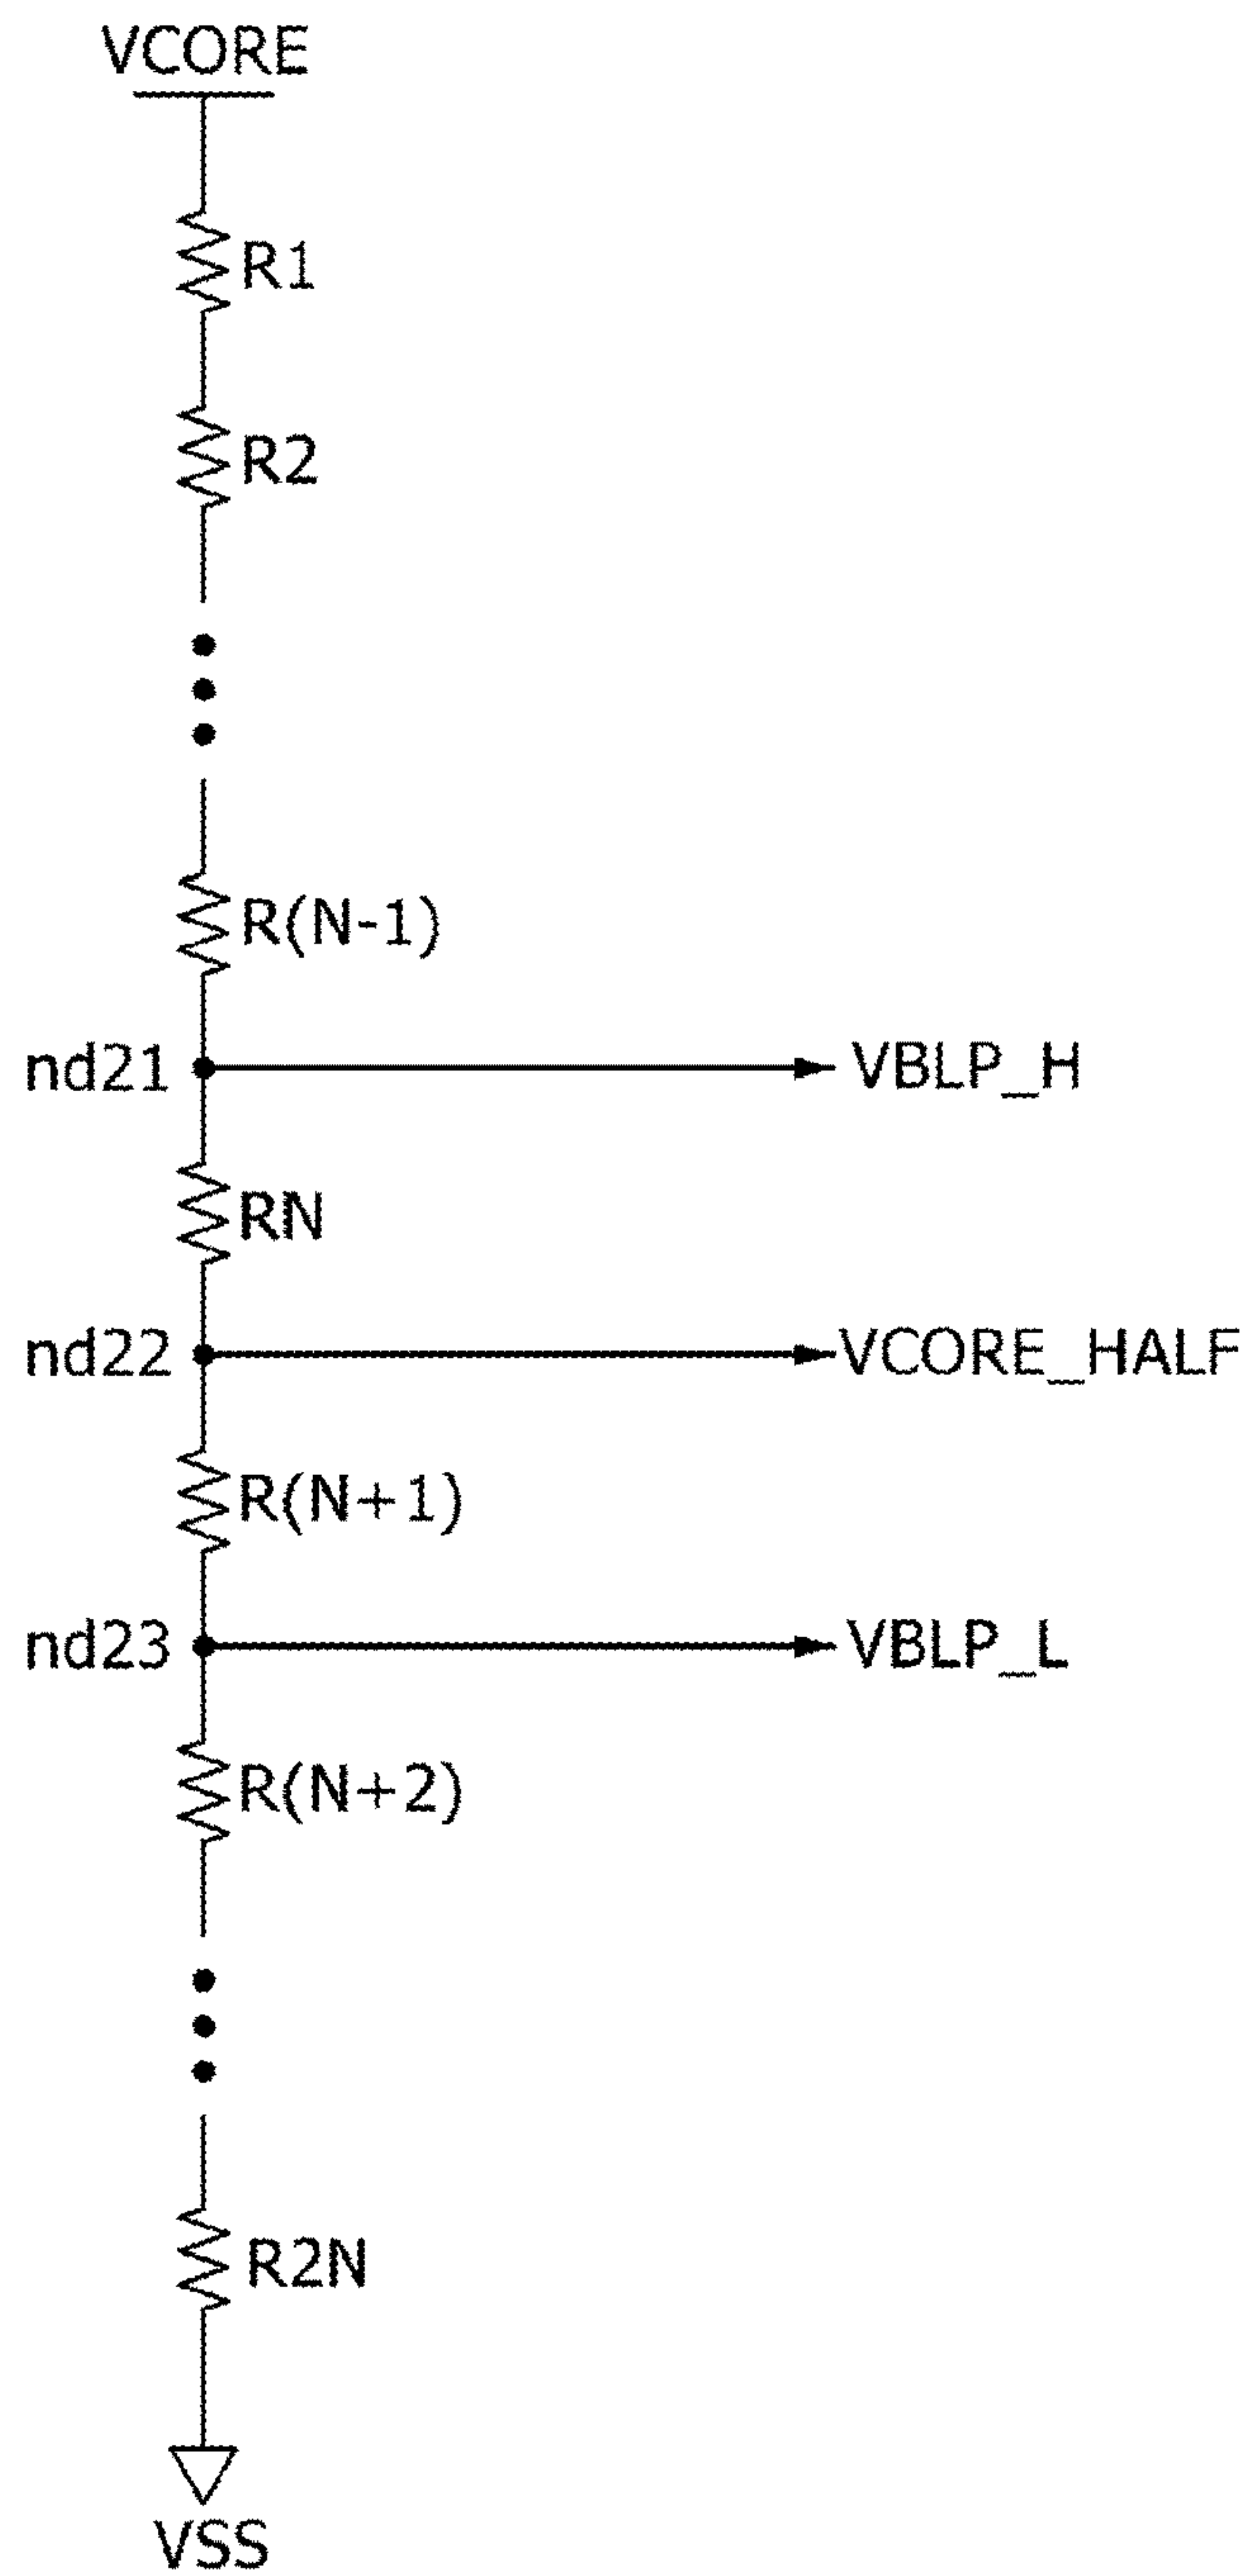 VCORE
R1
R2
R(N-1)
nd21 VBLP_H
RN
nd22 VCORE_HALF
R(N+1)
nd23 VBLP_L
R(N+2)
R2N
VSS